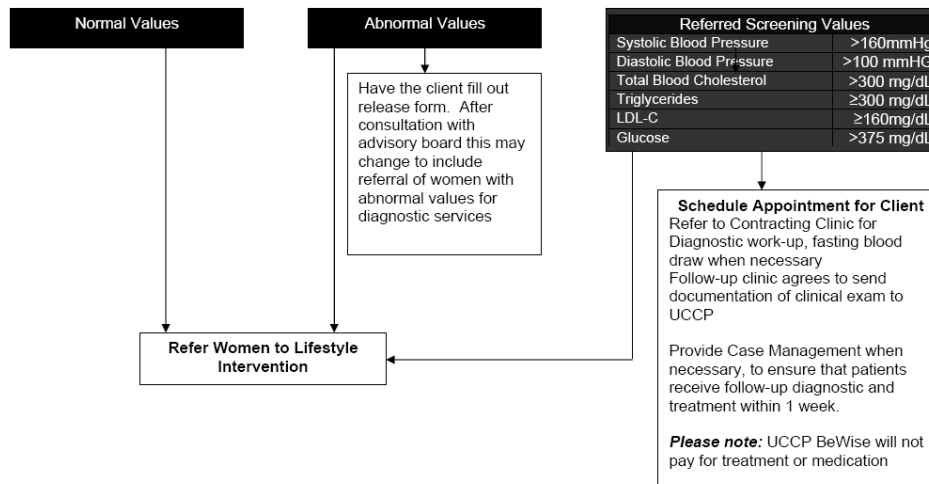 Normal Values
Abnormal Values
Have the client fill out
release form.  After
consultation with
advisory board this may
change to include
referral of women with
abnormal values for
diagnostic services
Referred Screening Values
Systolic Blood Pressure >160mmHg
Diastolic Blood Pressure >100 mmHG
Total Blood Cholesterol >300 mg/dL
Triglycerides ≥300 mg/dL
LDL-C ≥160mg/dL
Glucose >375 mg/dL
Schedule Appointment for Client
Refer to Contracting Clinic for
Diagnostic work-up, fasting blood
draw when necessary
Follow-up clinic agrees to send
documentation of clinical exam to
UCCP
Provide Case Management when
necessary, to ensure that patients
receive follow-up diagnostic and
treatment within 1 week.
Please note: UCCP BeWise will not
pay for treatment or medication
Refer Women to Lifestyle
Intervention